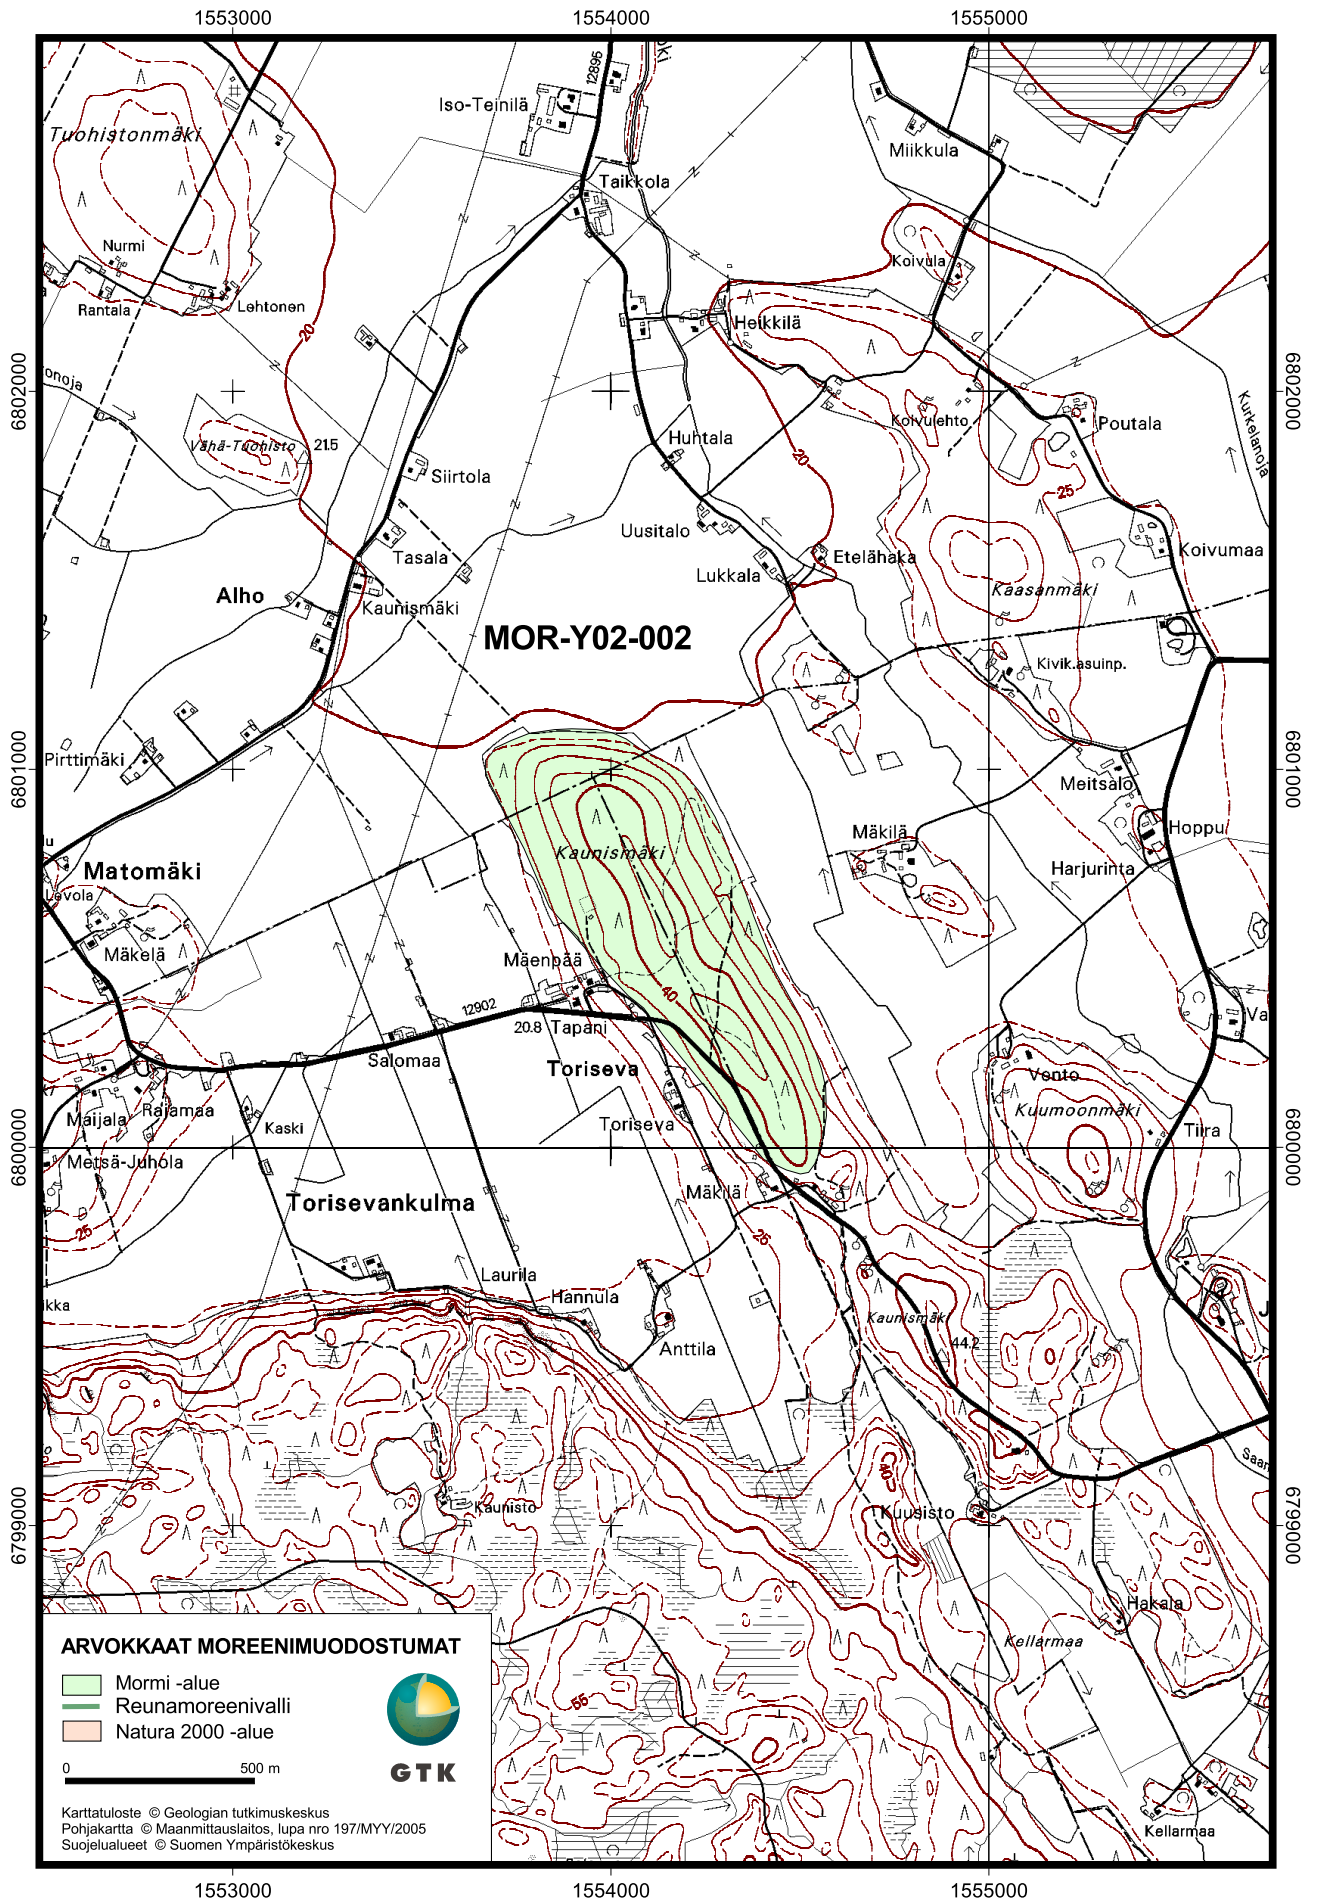 1553000
1554000
1555000
12895
Iso-Teinilä
Tuohistonmäki
Miikkula
Taikkola
Nurmi
Koivula
Rantala
Lehtonen
Heikkilä
20
6802000
6802000
Kurkelanoja
Koivulehto
Poutala
Vähä-Tuohisto
21.5
Huhtala
20
Siirtola
25
Uusitalo
Tasala
Lukkala
Etelähaka
Koivumaa
Alho
Kaunismäki
Kaasanmäki
MOR-Y02-002
Kivik.asuinp.
Pirttimäki
6801000
6801000
Meitsalo
Hoppu
Mäkilä
Kaunismäki
Matomäki
Harjurinta
Levola
Mäkelä
Mäenpää
40
12902
20.8
Tapani
Va
Salomaa
Toriseva
Vento
Kuumoonmäki
Maijala
Rajamaa
Kaski
Toriseva
Tiira
6800000
6800000
Metsä-Juhola
Mäkilä
Torisevankulma
25
25
Laurila
Hannula
ikka
Kaunismäki
44.2
J
Anttila
40
Saan
Kaunisto
Kuusisto
6799000
6799000
Hakala
Kellarmaa
55
Kellarmaa
ARVOKKAAT MOREENIMUODOSTUMAT
Mormi -alue
Reunamoreenivalli
Natura 2000 -alue
GTK
0 500 m
Karttatuloste © Geologian tutkimuskeskus
Pohjakartta © Maanmittauslaitos, lupa nro 197/MYY/2005
Suojelualueet © Suomen Ympäristökeskus
1553000
1554000
1555000